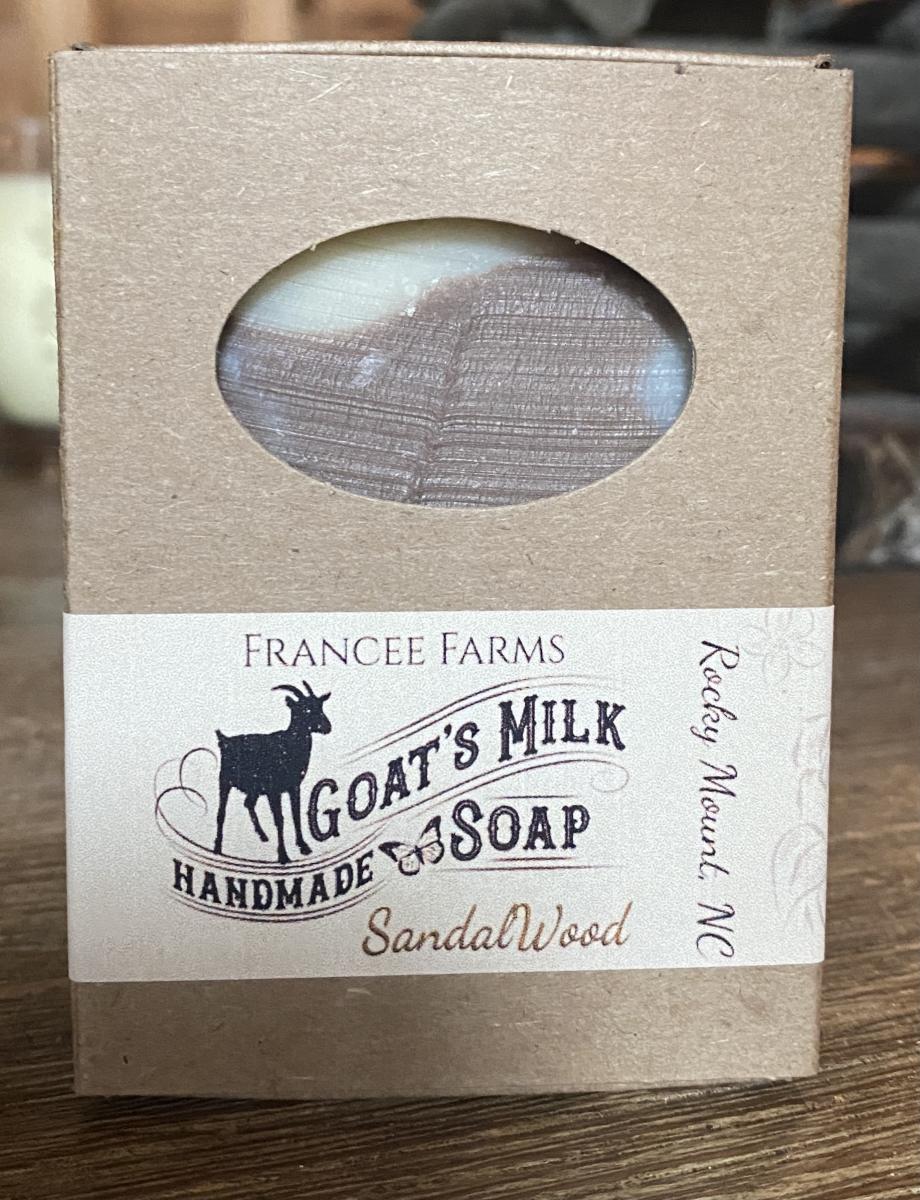 FRANCEE FARMS
GOAT'S MILK
HANDMADE SOAP
SandalWood
Rocky Mount, NC